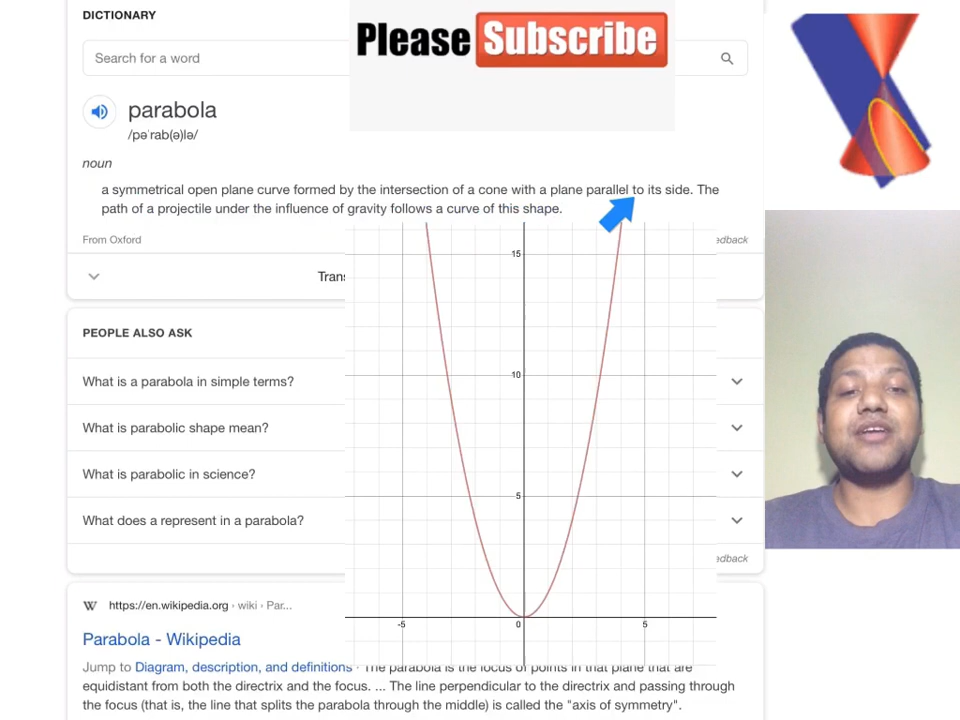 DICTIONARY
Please Subscribe
Search for a word
parabola
/pəˈrab(ə)lə/
noun
a symmetrical open plane curve formed by the intersection of a cone with a plane parallel to its side. The
path of a projectile under the influence of gravity follows a curve of this shape.
From Oxford
edback
Trans
15
PEOPLE ALSO ASK
What is a parabola in simple terms?
10
What is parabolic shape mean?
What is parabolic in science?
5
What does a represent in a parabola?
edback
W https://en.wikipedia.org › wiki › Par...
-5 0 5
Parabola - Wikipedia
Jump to Diagram, description, and definitions · The parabola is the locus of points in that plane that are
equidistant from both the directrix and the focus. ... The line perpendicular to the directrix and passing through
the focus (that is, the line that splits the parabola through the middle) is called the "axis of symmetry".